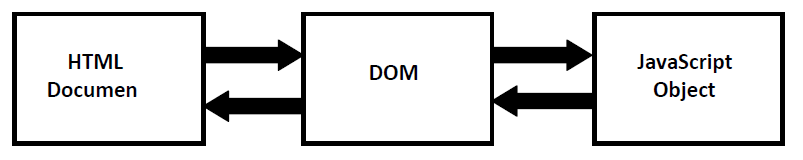 HTML
Documen
DOM
JavaScript
Object